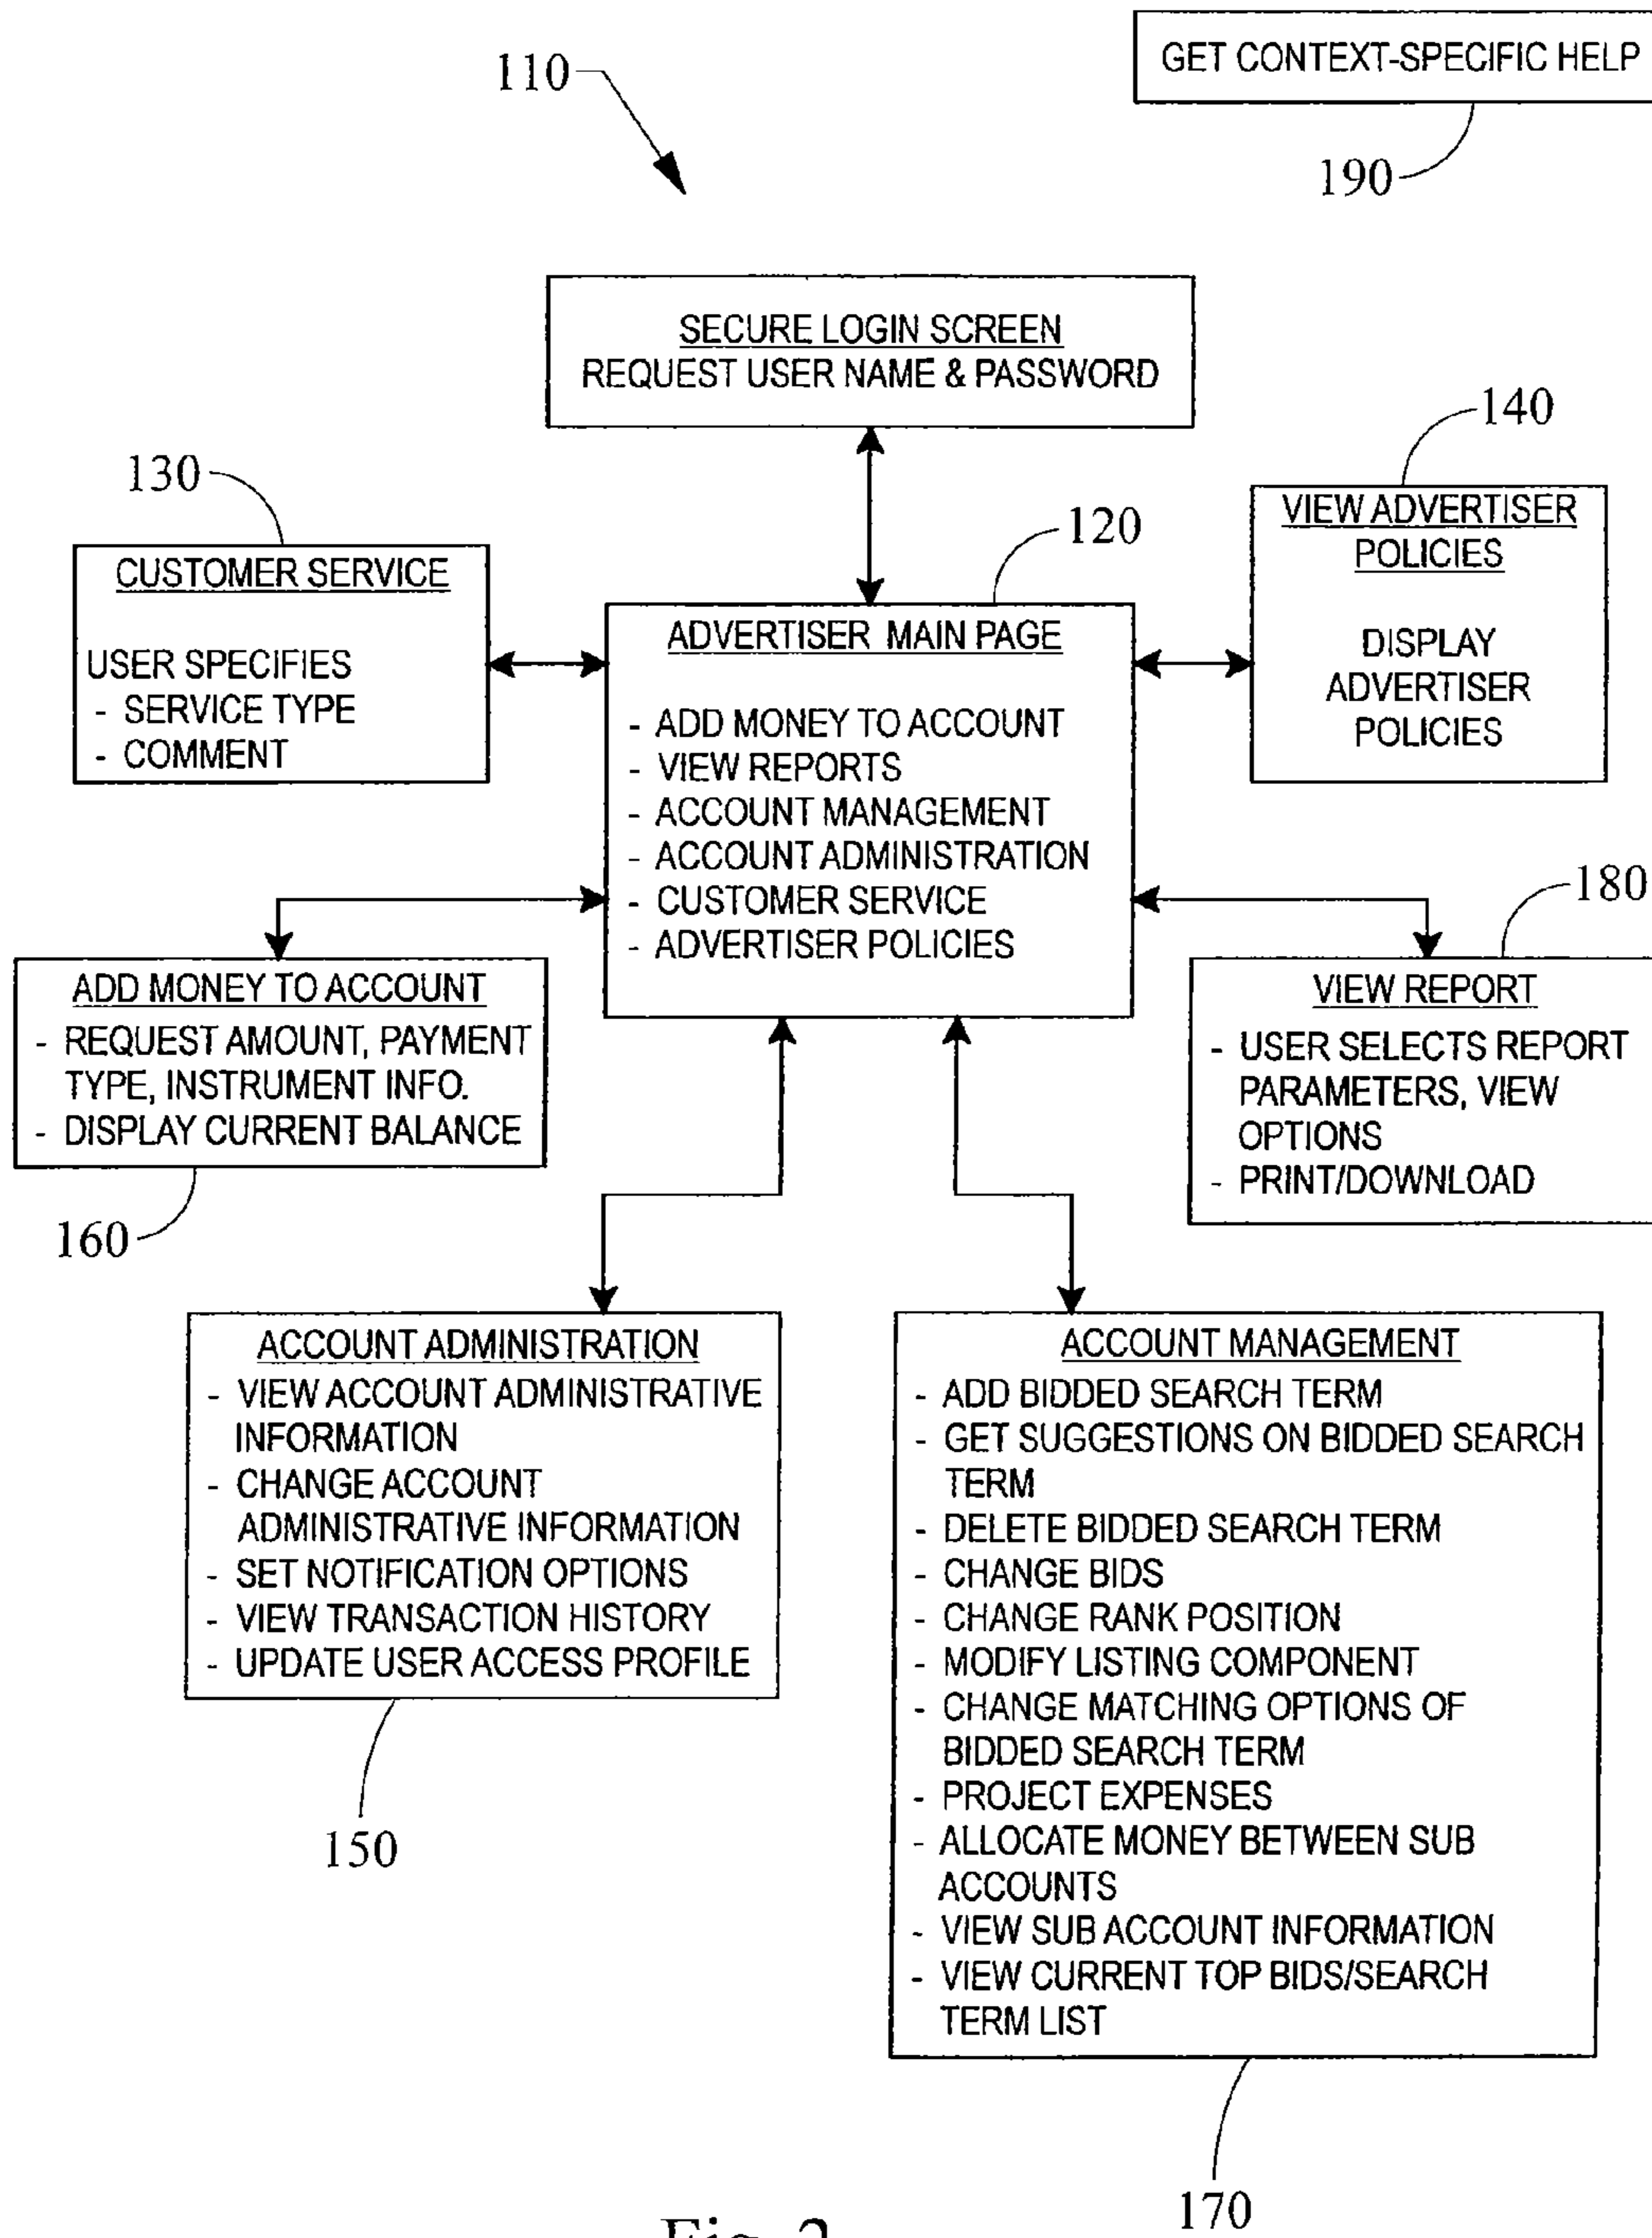 GET CONTEXT-SPECIFIC HELP
190
110
SECURE LOGIN SCREEN
REQUEST USER NAME & PASSWORD
130
CUSTOMER SERVICE
USER SPECIFIES
- SERVICE TYPE
- COMMENT
120
ADVERTISER MAIN PAGE
- ADD MONEY TO ACCOUNT
- VIEW REPORTS
- ACCOUNT MANAGEMENT
- ACCOUNT ADMINISTRATION
- CUSTOMER SERVICE
- ADVERTISER POLICIES
140
VIEW ADVERTISER
POLICIES
DISPLAY
ADVERTISER
POLICIES
ADD MONEY TO ACCOUNT
- REQUEST AMOUNT, PAYMENT
TYPE, INSTRUMENT INFO.
- DISPLAY CURRENT BALANCE
160
180
VIEW REPORT
- USER SELECTS REPORT
PARAMETERS, VIEW
OPTIONS
- PRINT/DOWNLOAD
ACCOUNT ADMINISTRATION
- VIEW ACCOUNT ADMINISTRATIVE
INFORMATION
- CHANGE ACCOUNT
ADMINISTRATIVE INFORMATION
- SET NOTIFICATION OPTIONS
- VIEW TRANSACTION HISTORY
- UPDATE USER ACCESS PROFILE
150
ACCOUNT MANAGEMENT
- ADD BIDDED SEARCH TERM
- GET SUGGESTIONS ON BIDDED SEARCH
TERM
- DELETE BIDDED SEARCH TERM
- CHANGE BIDS
- CHANGE RANK POSITION
- MODIFY LISTING COMPONENT
- CHANGE MATCHING OPTIONS OF
BIDDED SEARCH TERM
- PROJECT EXPENSES
- ALLOCATE MONEY BETWEEN SUB
ACCOUNTS
- VIEW SUB ACCOUNT INFORMATION
- VIEW CURRENT TOP BIDS/SEARCH
TERM LIST
170
Fig. 2